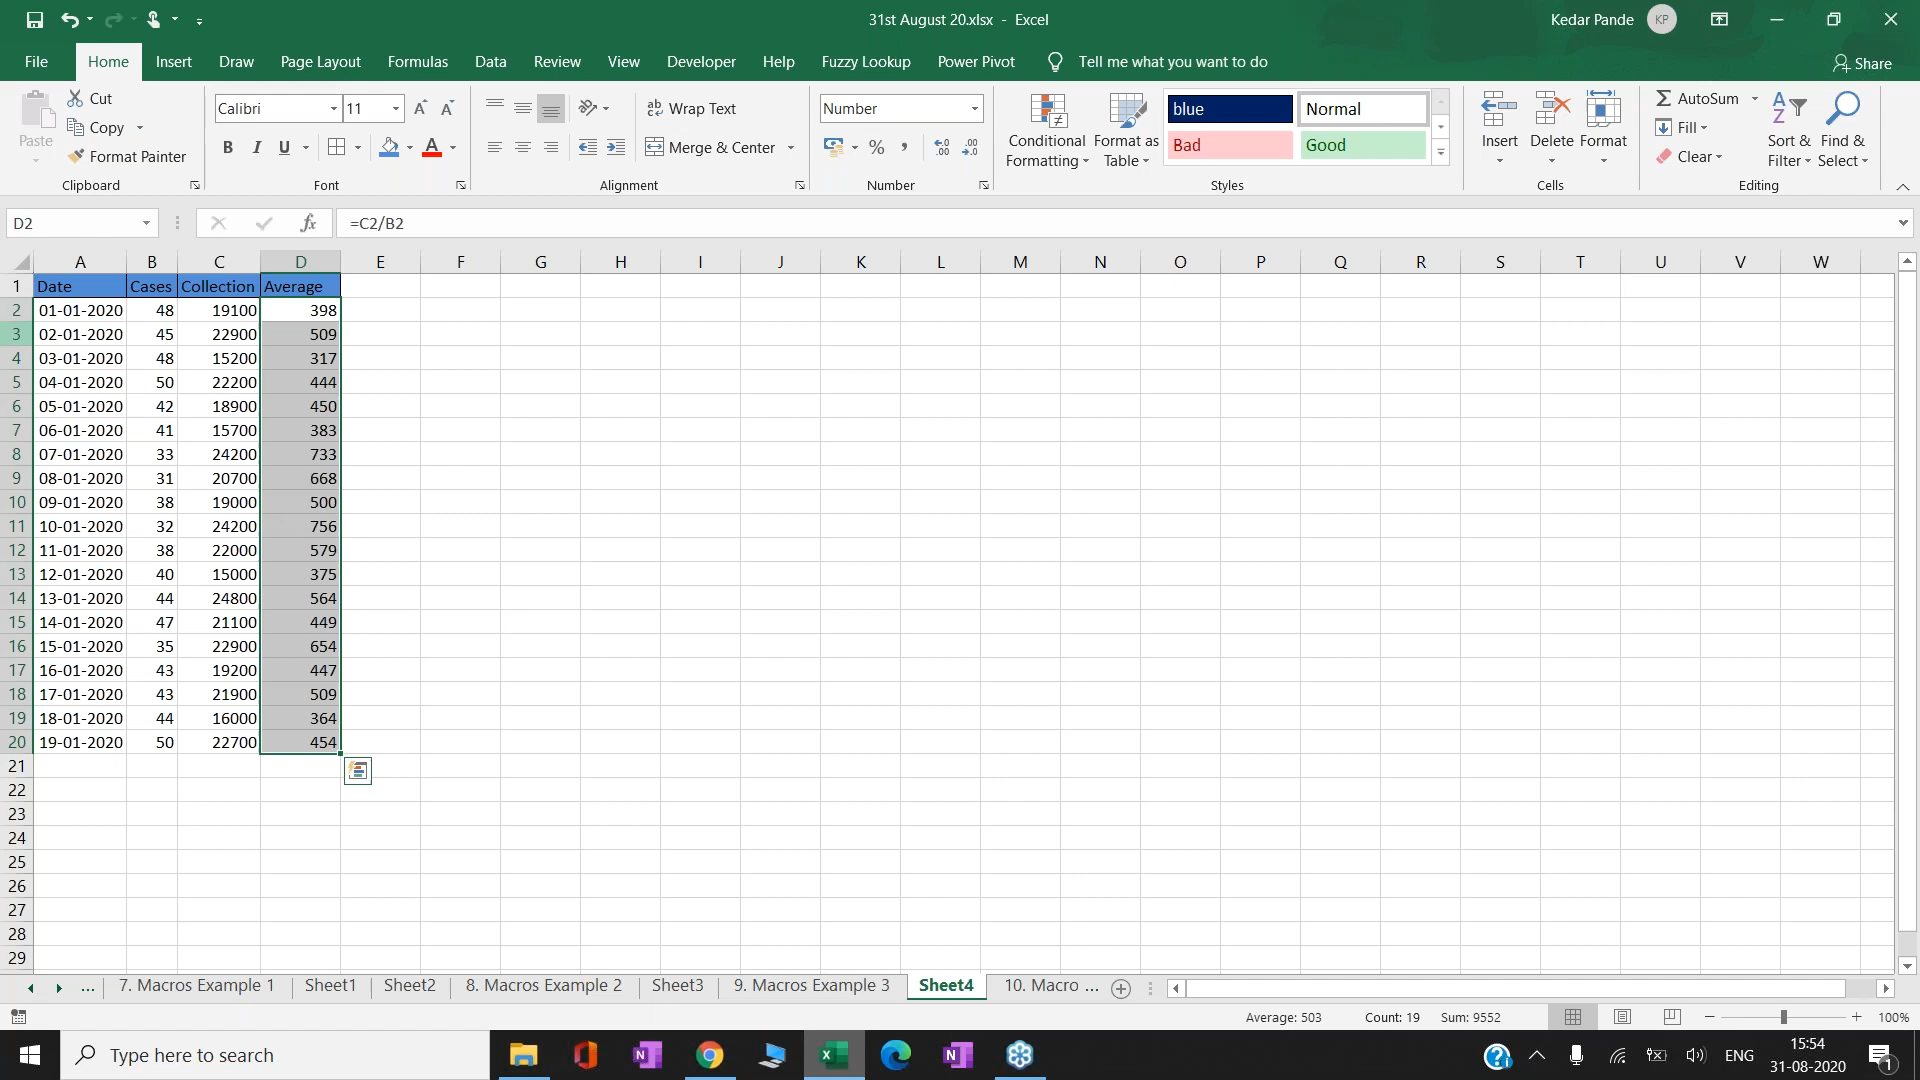 31st August 20.xlsx - Excel
Kedar Pande
KP
File
Home
Insert
Draw
Page Layout
Formulas
Data
Review
View
Developer
Help
Fuzzy Lookup
Power Pivot
Tell me what you want to do
Share
Paste
Cut
Copy
Format Painter
Clipboard
Calibri
11
B I U
Font
Wrap Text
Merge & Center
Alignment
Number
%
Number
Conditional Formatting
Format as Table
blue
Normal
Bad
Good
Styles
Insert
Delete
Format
Cells
AutoSum
Fill
Clear
Sort & Filter
Find & Select
Editing
D2
fx
=C2/B2
A B C D E F G H I J K L M N O P Q R S T U V W
1 Date Cases Collection Average
2 01-01-2020 48 19100 398
3 02-01-2020 45 22900 509
4 03-01-2020 48 15200 317
5 04-01-2020 50 22200 444
6 05-01-2020 42 18900 450
7 06-01-2020 41 15700 383
8 07-01-2020 33 24200 733
9 08-01-2020 31 20700 668
10 09-01-2020 38 19000 500
11 10-01-2020 32 24200 756
12 11-01-2020 38 22000 579
13 12-01-2020 40 15000 375
14 13-01-2020 44 24800 564
15 14-01-2020 47 21100 449
16 15-01-2020 35 22900 654
17 16-01-2020 43 19200 447
18 17-01-2020 43 21900 509
19 18-01-2020 44 16000 364
20 19-01-2020 50 22700 454
21
22
23
24
25
26
27
28
29
... 7. Macros Example 1 Sheet1 Sheet2 8. Macros Example 2 Sheet3 9. Macros Example 3 Sheet4 10. Macro ...
Average: 503 Count: 19 Sum: 9552 100%
Type here to search
ENG
15:54
31-08-2020
1